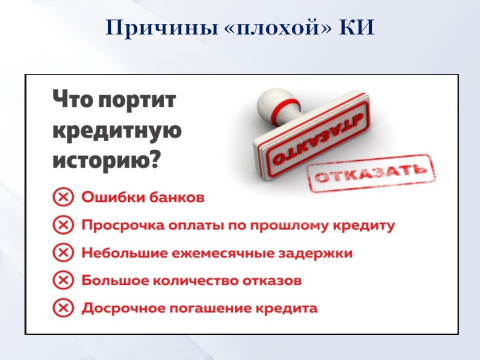 Причины «плохой» КИ
Что портит
кредитную
историю?
ОТКАЗАТЬ
ОТКАЗАТЬ
Ошибки банков
Просрочка оплаты по прошлому кредиту
Небольшие ежемесячные задержки
Большое количество отказов
Досрочное погашение кредита